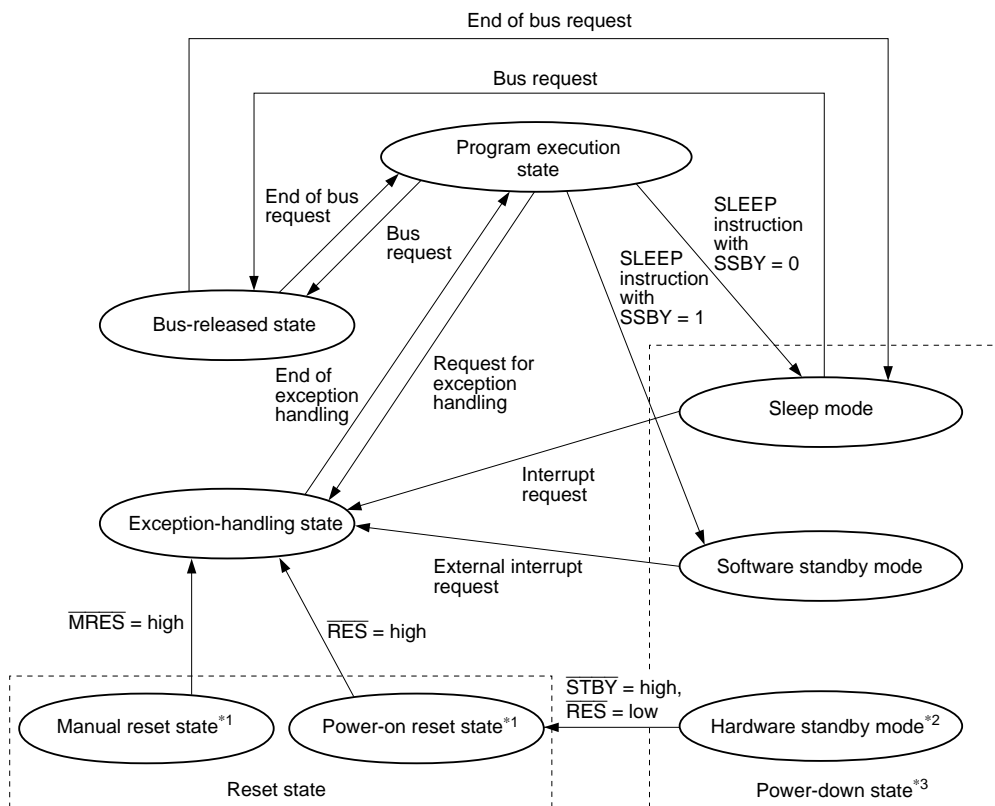 End of bus request
Bus request
Program execution
state
End of bus
request
Bus
request
SLEEP
instruction
with
SSBY = 0
SLEEP
instruction
with
SSBY = 1
Bus-released state
End of
exception
handling
Request for
exception
handling
Sleep mode
Interrupt
request
Exception-handling state
External interrupt
request
Software standby mode
MRES = high
RES = high
STBY = high,
RES = low
Manual reset state*1
Power-on reset state*1
Hardware standby mode*2
Reset state
Power-down state*3